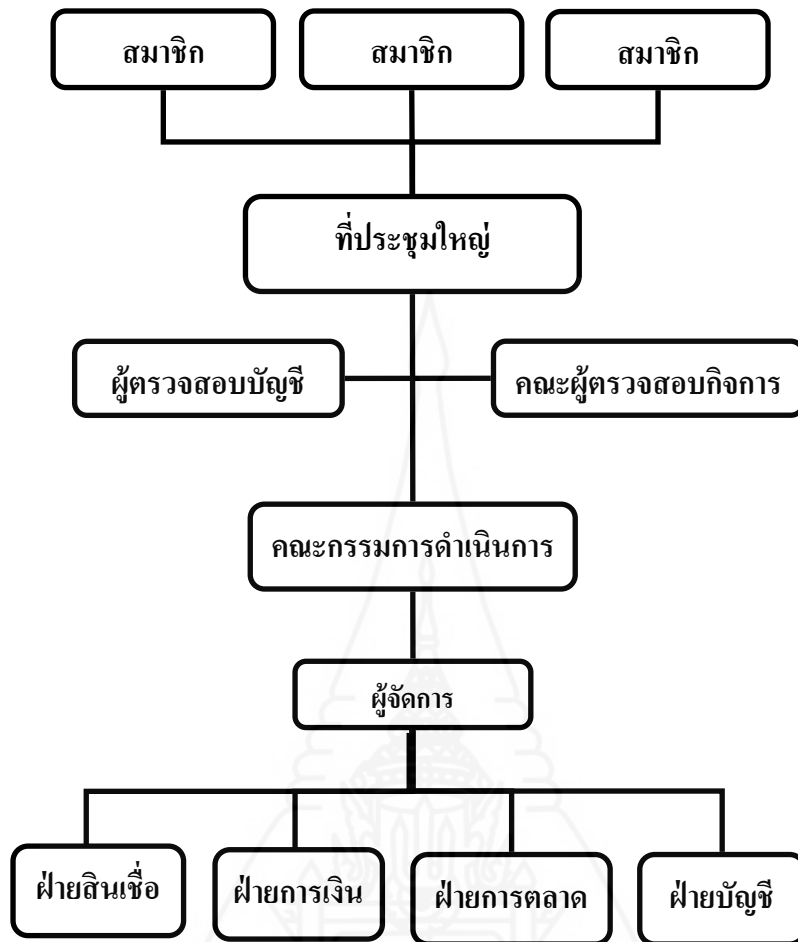 สมาชิก
สมาชิก
สมาชิก
ที่ประชุมใหญ่
ผู้ตรวจสอบบัญชี
คณะผู้ตรวจสอบกิจการ
คณะกรรมการดำเนินการ
ผู้จัดการ
ฝ่ายสินเชื่อ
ฝ่ายการเงิน
ฝ่ายการตลาด
ฝ่ายบัญชี